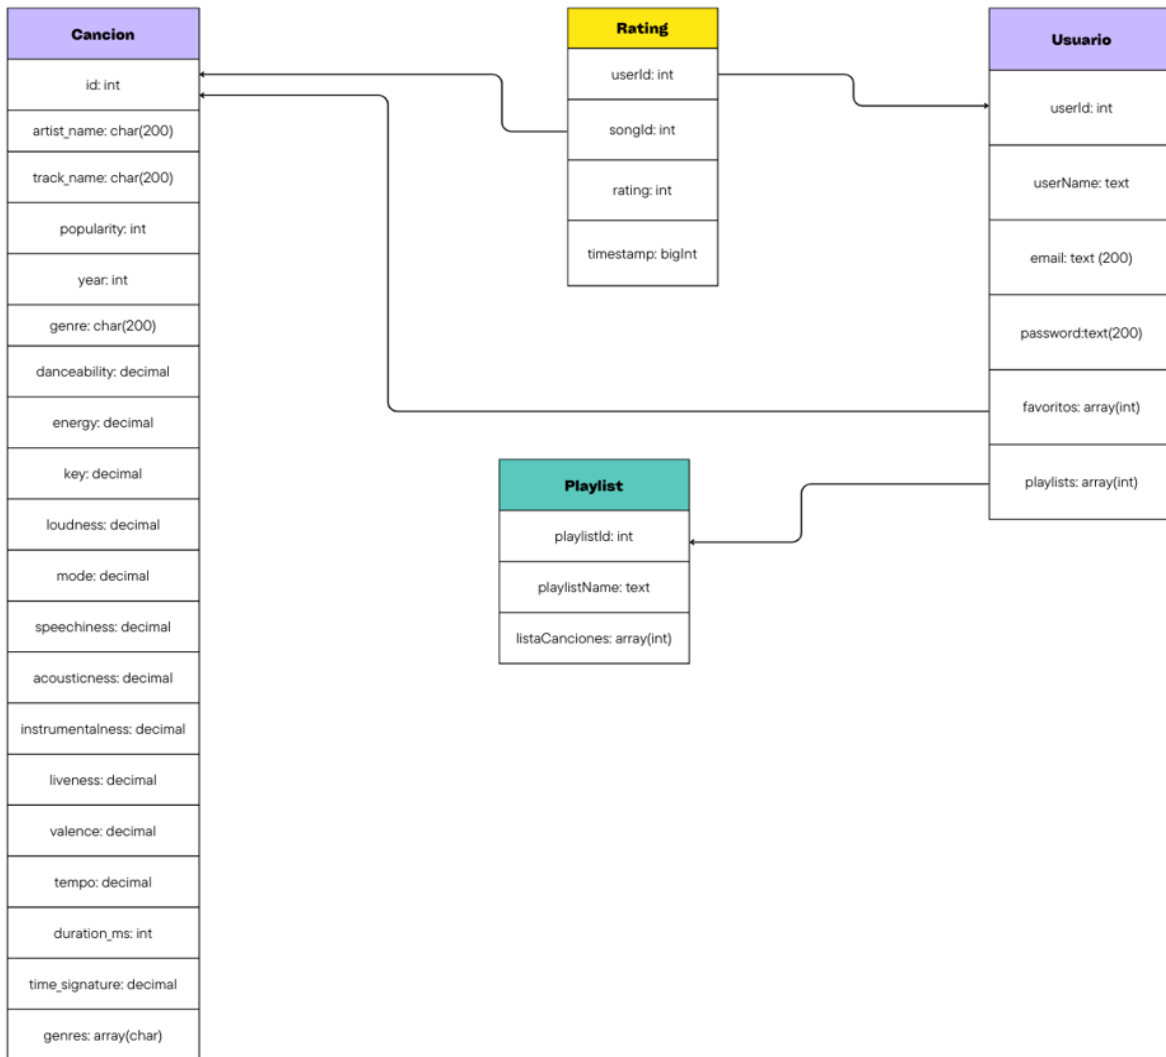 Cancion
id: int
artist_name: char(200)
track_name: char(200)
popularity: int
year: int
genre: char(200)
danceability: decimal
energy: decimal
key: decimal
loudness: decimal
mode: decimal
speechiness: decimal
acousticness: decimal
instrumentalness: decimal
liveness: decimal
valence: decimal
tempo: decimal
duration_ms: int
time_signature: decimal
genres: array(char)
Rating
userId: int
songId: int
rating: int
timestamp: bigInt
Playlist
playlistId: int
playlistName: text
listaCanciones: array(int)
Usuario
userId: int
userName: text
email: text (200)
password:text(200)
favoritos: array(int)
playlists: array(int)